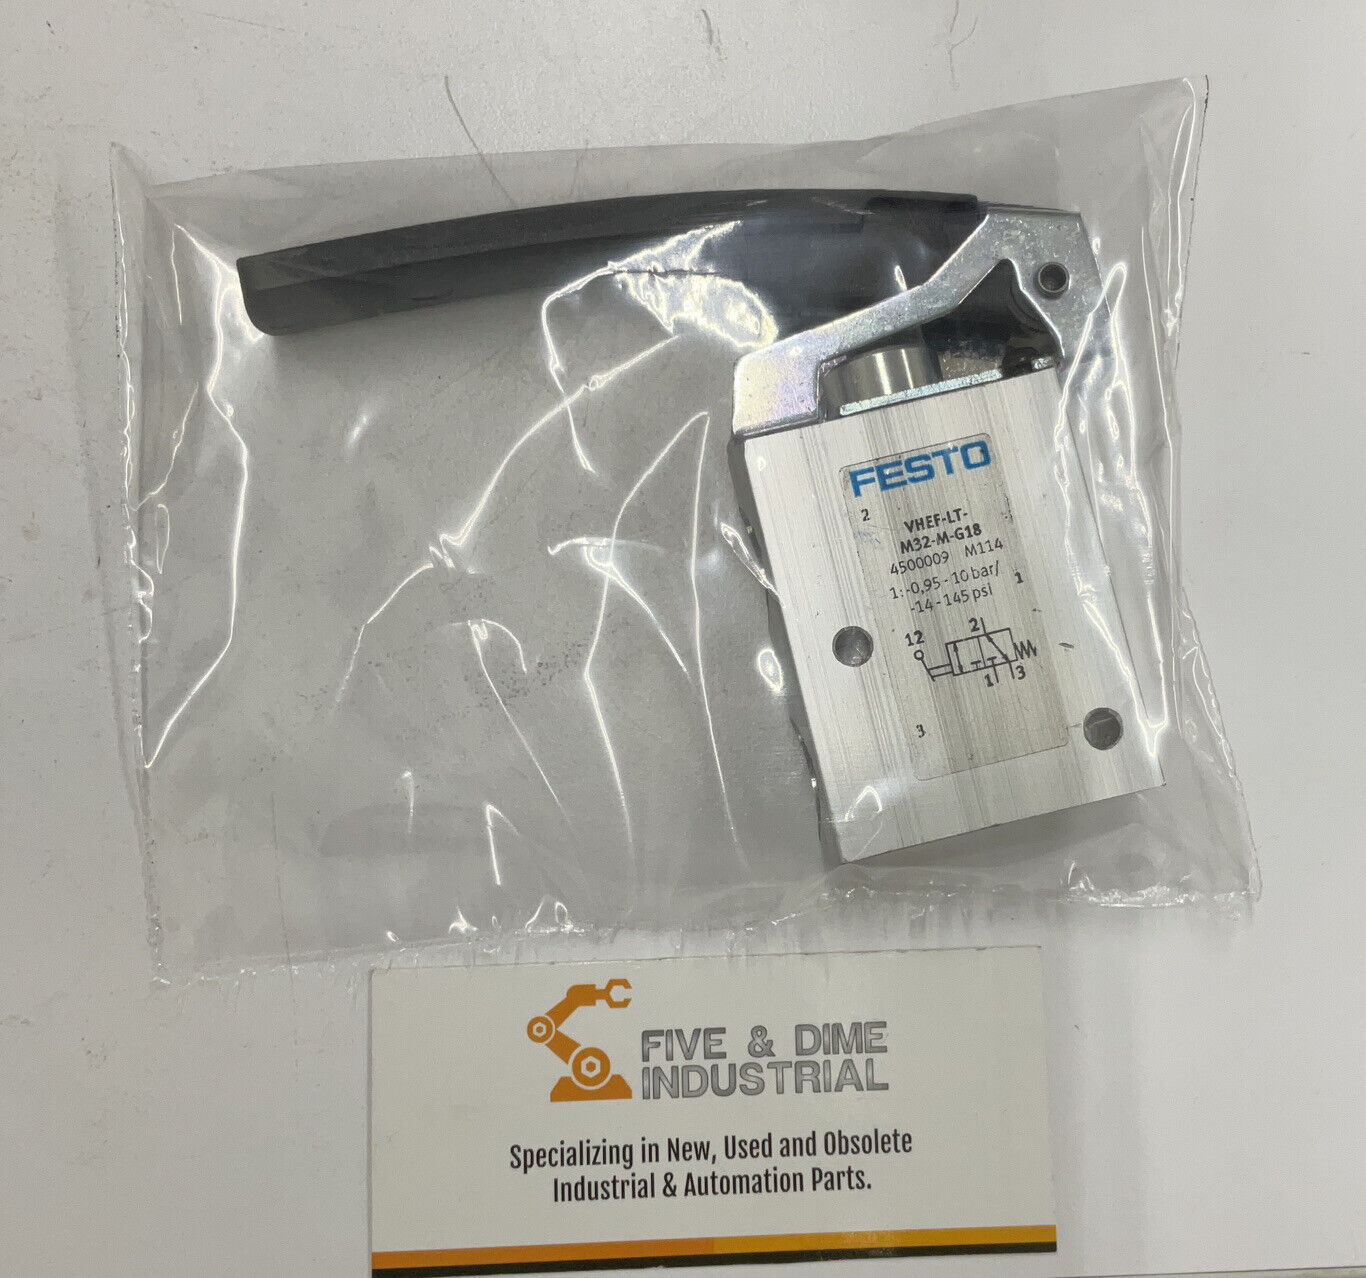 FESTO
2
VHEF-LT-
M32-M-G18
4500009 M114
1:-0,95-10 bar/
-14-145 psi
1
12
2
1 3
3
FIVE & DIME
INDUSTRIAL
Specializing in New, Used and Obsolete
Industrial & Automation Parts.